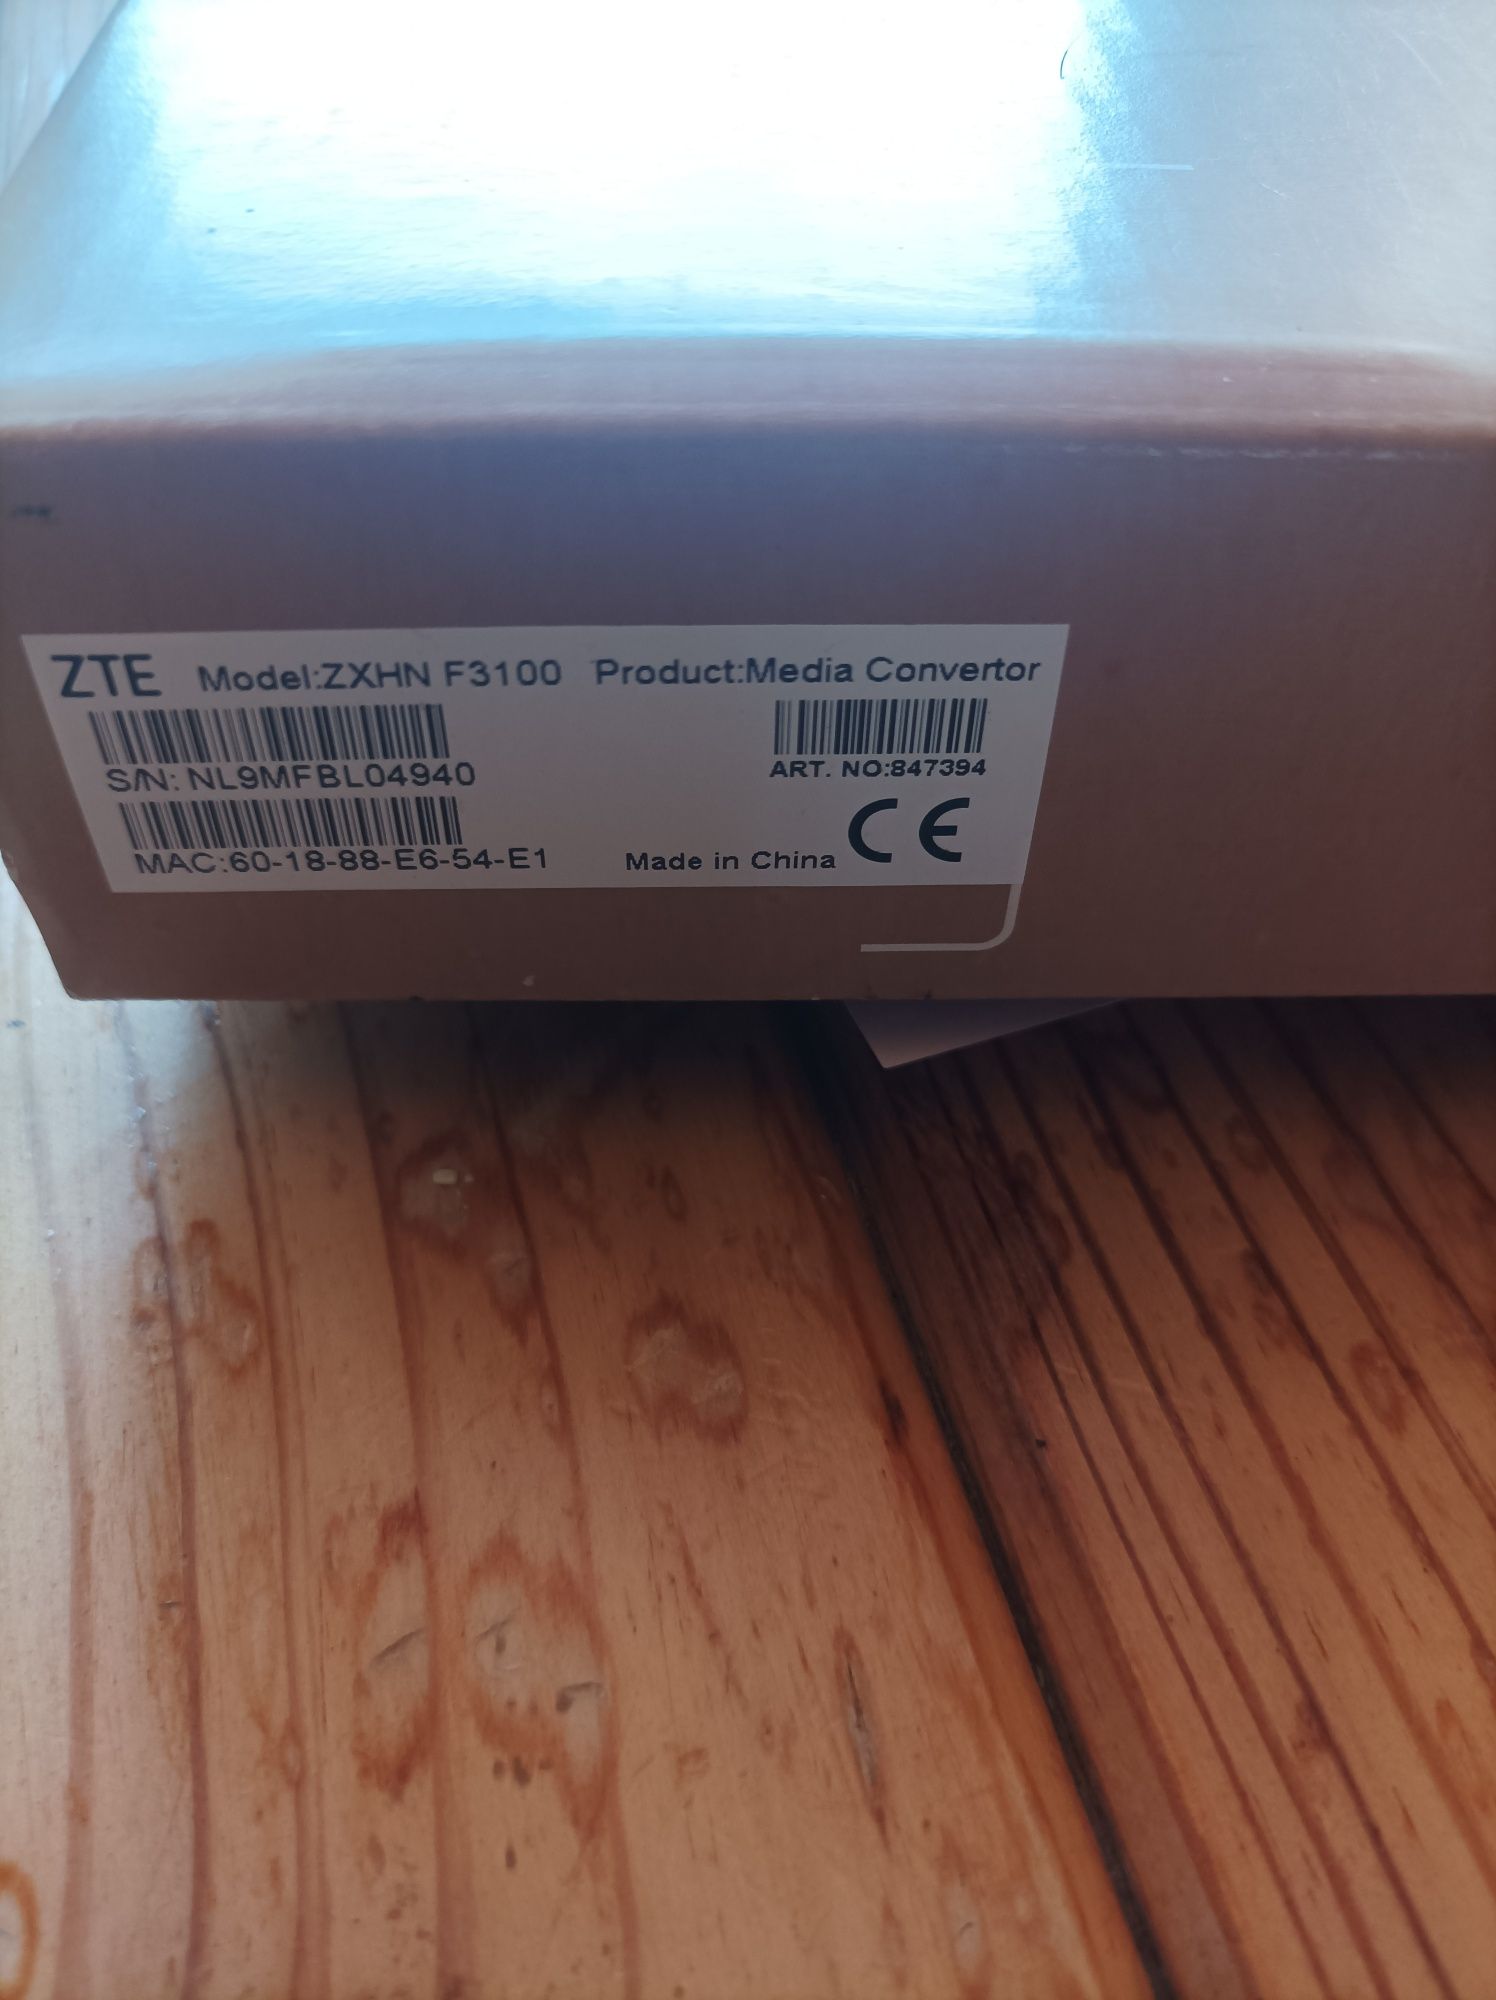 ZTE Model:ZXHN F3100 Product:Media Convertor
S/N: NL9MFBL04940
ART. NO:847394
MAC:60-18-88-E6-54-E1
Made in China CE